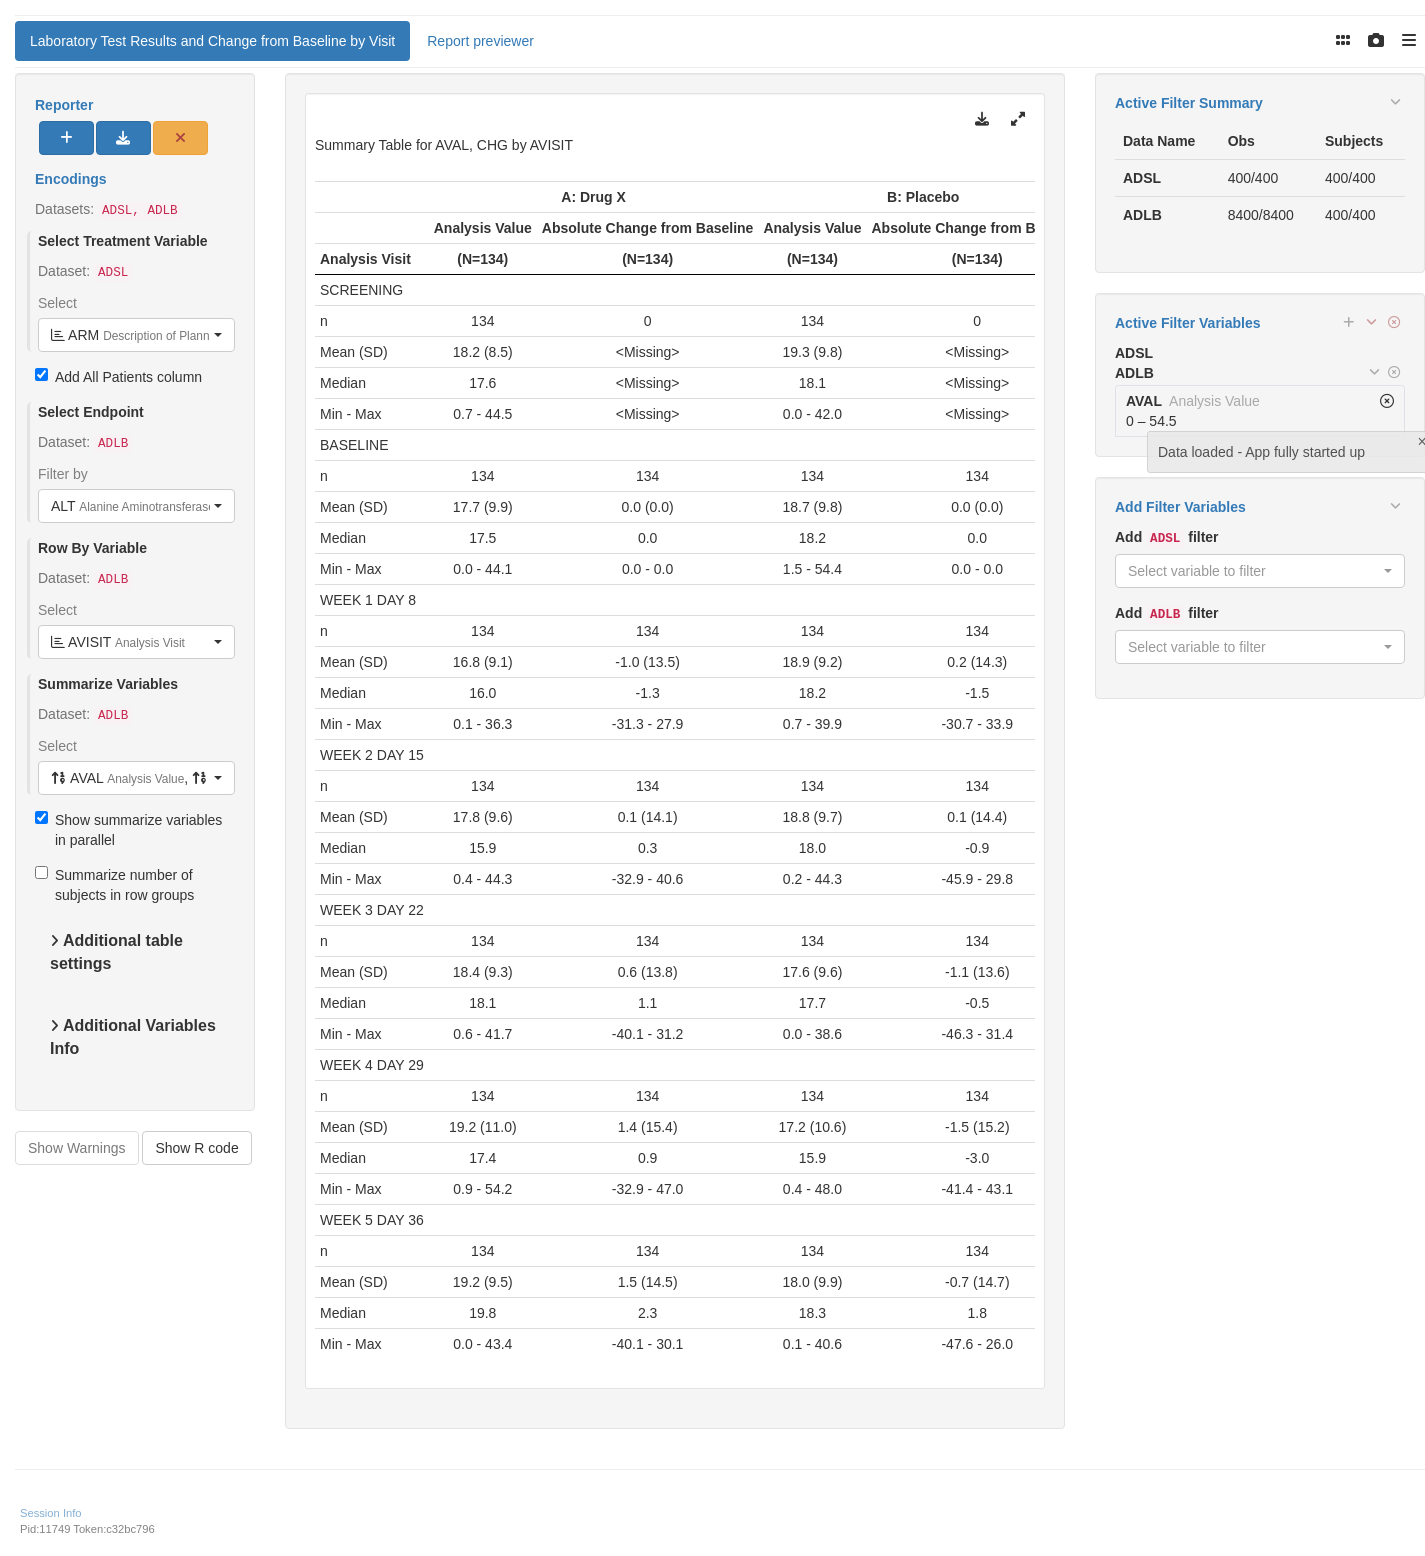 Laboratory Test Results and Change from Baseline by Visit
Report previewer
Reporter
Encodings
Datasets: ADSL, ADLB
Select Treatment Variable
Dataset: ADSL
Select
ARM Description of Plann
Add All Patients column
Select Endpoint
Dataset: ADLB
Filter by
ALT Alanine Aminotransferase
Row By Variable
Dataset: ADLB
Select
AVISIT Analysis Visit
Summarize Variables
Dataset: ADLB
Select
AVAL Analysis Value,
Show summarize variables
in parallel
Summarize number of
subjects in row groups
Additional table
settings
Additional Variables
Info
Show Warnings
Show R code
Summary Table for AVAL, CHG by AVISIT
A: Drug X B: Placebo
Analysis Value Absolute Change from Baseline Analysis Value Absolute Change from B
Analysis Visit (N=134) (N=134) (N=134) (N=134)
SCREENING
n 134 0 134 0
Mean (SD) 18.2 (8.5) <Missing> 19.3 (9.8) <Missing>
Median 17.6 <Missing> 18.1 <Missing>
Min - Max 0.7 - 44.5 <Missing> 0.0 - 42.0 <Missing>
BASELINE
n 134 134 134 134
Mean (SD) 17.7 (9.9) 0.0 (0.0) 18.7 (9.8) 0.0 (0.0)
Median 17.5 0.0 18.2 0.0
Min - Max 0.0 - 44.1 0.0 - 0.0 1.5 - 54.4 0.0 - 0.0
WEEK 1 DAY 8
n 134 134 134 134
Mean (SD) 16.8 (9.1) -1.0 (13.5) 18.9 (9.2) 0.2 (14.3)
Median 16.0 -1.3 18.2 -1.5
Min - Max 0.1 - 36.3 -31.3 - 27.9 0.7 - 39.9 -30.7 - 33.9
WEEK 2 DAY 15
n 134 134 134 134
Mean (SD) 17.8 (9.6) 0.1 (14.1) 18.8 (9.7) 0.1 (14.4)
Median 15.9 0.3 18.0 -0.9
Min - Max 0.4 - 44.3 -32.9 - 40.6 0.2 - 44.3 -45.9 - 29.8
WEEK 3 DAY 22
n 134 134 134 134
Mean (SD) 18.4 (9.3) 0.6 (13.8) 17.6 (9.6) -1.1 (13.6)
Median 18.1 1.1 17.7 -0.5
Min - Max 0.6 - 41.7 -40.1 - 31.2 0.0 - 38.6 -46.3 - 31.4
WEEK 4 DAY 29
n 134 134 134 134
Mean (SD) 19.2 (11.0) 1.4 (15.4) 17.2 (10.6) -1.5 (15.2)
Median 17.4 0.9 15.9 -3.0
Min - Max 0.9 - 54.2 -32.9 - 47.0 0.4 - 48.0 -41.4 - 43.1
WEEK 5 DAY 36
n 134 134 134 134
Mean (SD) 19.2 (9.5) 1.5 (14.5) 18.0 (9.9) -0.7 (14.7)
Median 19.8 2.3 18.3 1.8
Min - Max 0.0 - 43.4 -40.1 - 30.1 0.1 - 40.6 -47.6 - 26.0
Active Filter Summary
Data Name Obs Subjects
ADSL 400/400 400/400
ADLB 8400/8400 400/400
Active Filter Variables
ADSL
ADLB
AVAL Analysis Value
0 – 54.5
Data loaded - App fully started up
Add Filter Variables
Add ADSL filter
Select variable to filter
Add ADLB filter
Select variable to filter
Session Info
Pid:11749 Token:c32bc796